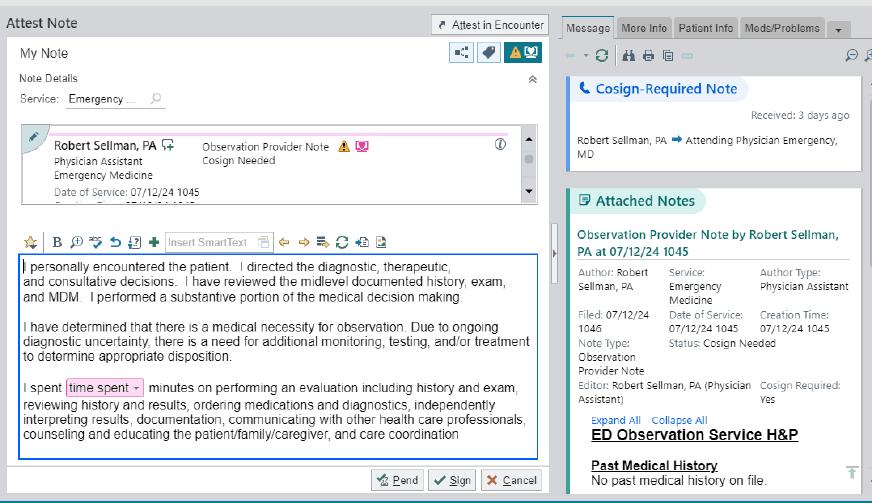 Attest Note
Attest in Encounter
My Note
Note Details
Service: Emergency ...
Robert Sellman, PA
Physician Assistant
Emergency Medicine
Date of Service: 07/12/24 1045
Observation Provider Note
Cosign Needed
B
Insert SmartText
I personally encountered the patient. I directed the diagnostic, therapeutic,
and consultative decisions. I have reviewed the midlevel documented history, exam,
and MDM. I performed a substantive portion of the medical decision making.
I have determined that there is a medical necessity for observation. Due to ongoing
diagnostic uncertainty, there is a need for additional monitoring, testing, and/or treatment
to determine appropriate disposition.
I spent time spent minutes on performing an evaluation including history and exam,
reviewing history and results, ordering medications and diagnostics, independently
interpreting results, documentation, communicating with other health care professionals,
counseling and educating the patient/family/caregiver, and care coordination
Pend Sign Cancel
Message More Info Patient Info Meds/Problems
Cosign-Required Note
Received: 3 days ago
Robert Sellman, PA Attending Physician Emergency,
MD
Attached Notes
Observation Provider Note by Robert Sellman,
PA at 07/12/24 1045
Author: Robert Service: Author Type:
Sellman, PA Emergency Physician Assistant
Medicine
Filed: 07/12/24 Date of Service: Creation Time:
1046 07/12/24 1045 07/12/24 1045
Note Type: Status: Cosign Needed
Observation
Provider Note
Editor: Robert Sellman, PA (Physician Cosign Required:
Assistant) Yes
Expand All Collapse All
ED Observation Service H&P
Past Medical History
No past medical history on file.